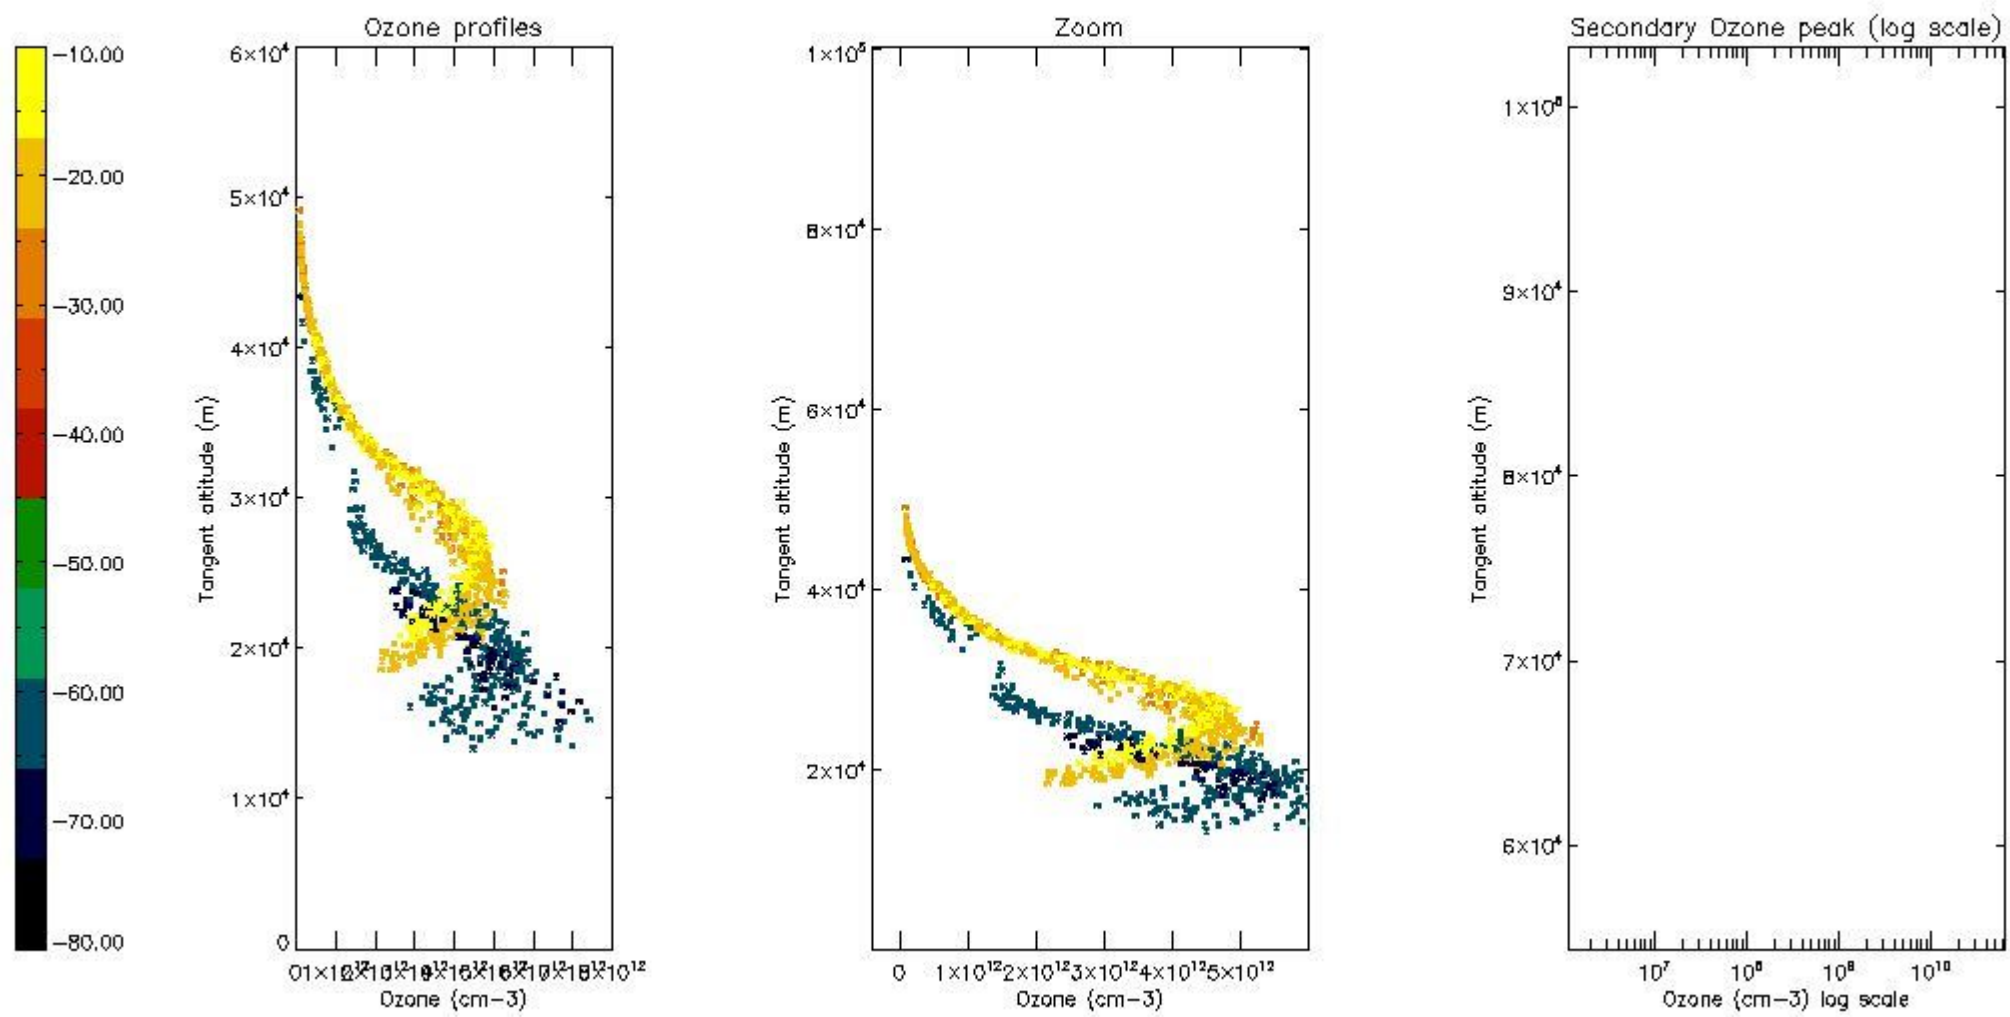 Ozone profiles
Zoom
Secondary Ozone peak (log scale)
-10.00
-20.00
-30.00
-40.00
-50.00
-60.00
-70.00
-80.00
6×10⁴
5×10⁴
4×10⁴
3×10⁴
2×10⁴
1×10⁴
0
Tangent altitude (m)
Ozone (cm-3)
1×10⁵
8×10⁴
6×10⁴
4×10⁴
2×10⁴
Tangent altitude (m)
0 1×10¹² 2×10¹² 3×10¹² 4×10¹² 5×10¹²
Ozone (cm-3)
9×10⁴
8×10⁴
7×10⁴
6×10⁴
Tangent altitude (m)
10⁷ 10⁸ 10⁹ 10¹⁰
Ozone (cm-3) log scale